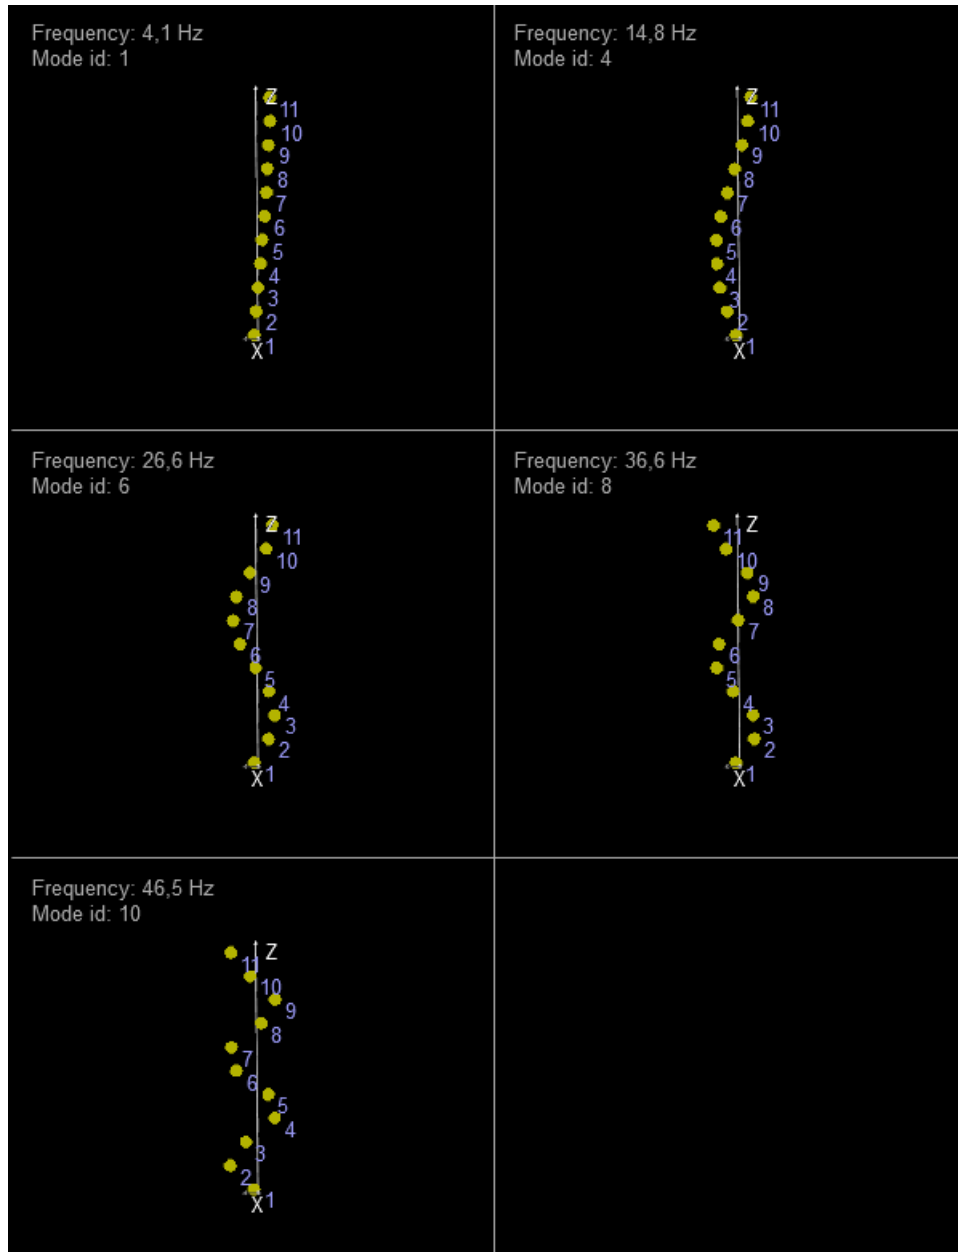 Frequency: 4,1 Hz
Mode id: 1
Z
11
10
9
8
7
6
5
4
3
2
1
X
Frequency: 14,8 Hz
Mode id: 4
Z
11
10
9
8
7
6
5
4
3
2
1
X
Frequency: 26,6 Hz
Mode id: 6
Z
11
10
9
8
7
6
5
4
3
2
1
X
Frequency: 36,6 Hz
Mode id: 8
Z
11
10
9
8
7
6
5
4
3
2
1
X
Frequency: 46,5 Hz
Mode id: 10
Z
11
10
9
8
7
6
5
4
3
2
1
X